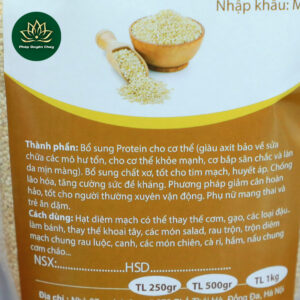 Nhập khẩu: M
Pháp Duyên Chay
Thành phần: Bổ sung Protein cho cơ thể (giàu axit bảo vệ sửa
chữa các mô hư tổn, cho cơ thể khỏe mạnh, cơ bắp săn chắc và làn
da mịn màng). Bổ sung chất xơ, tốt cho tim mạch, huyết áp. Chống
lão hóa, tăng cường sức đề kháng. Phương pháp giảm cân hoàn
hảo, tốt cho người thường xuyên vận động. Phụ nữ mang thai và
trẻ ăn dặm.
Cách dùng: Hạt diêm mạch có thể thay thế cơm, gạo, các loại đậu..
làm bánh, thay thế khoai tây, các món salad, rau trộn, trộn diêm
mạch chung rau luộc, canh, các món chiên, cà ri, hầm, nấu chung
cơm cháo...
NSX:................HSD................
TL 250gr TL 500gr TL 1kg
Địa chỉ: Hà, Đống Đa, Hà Nội